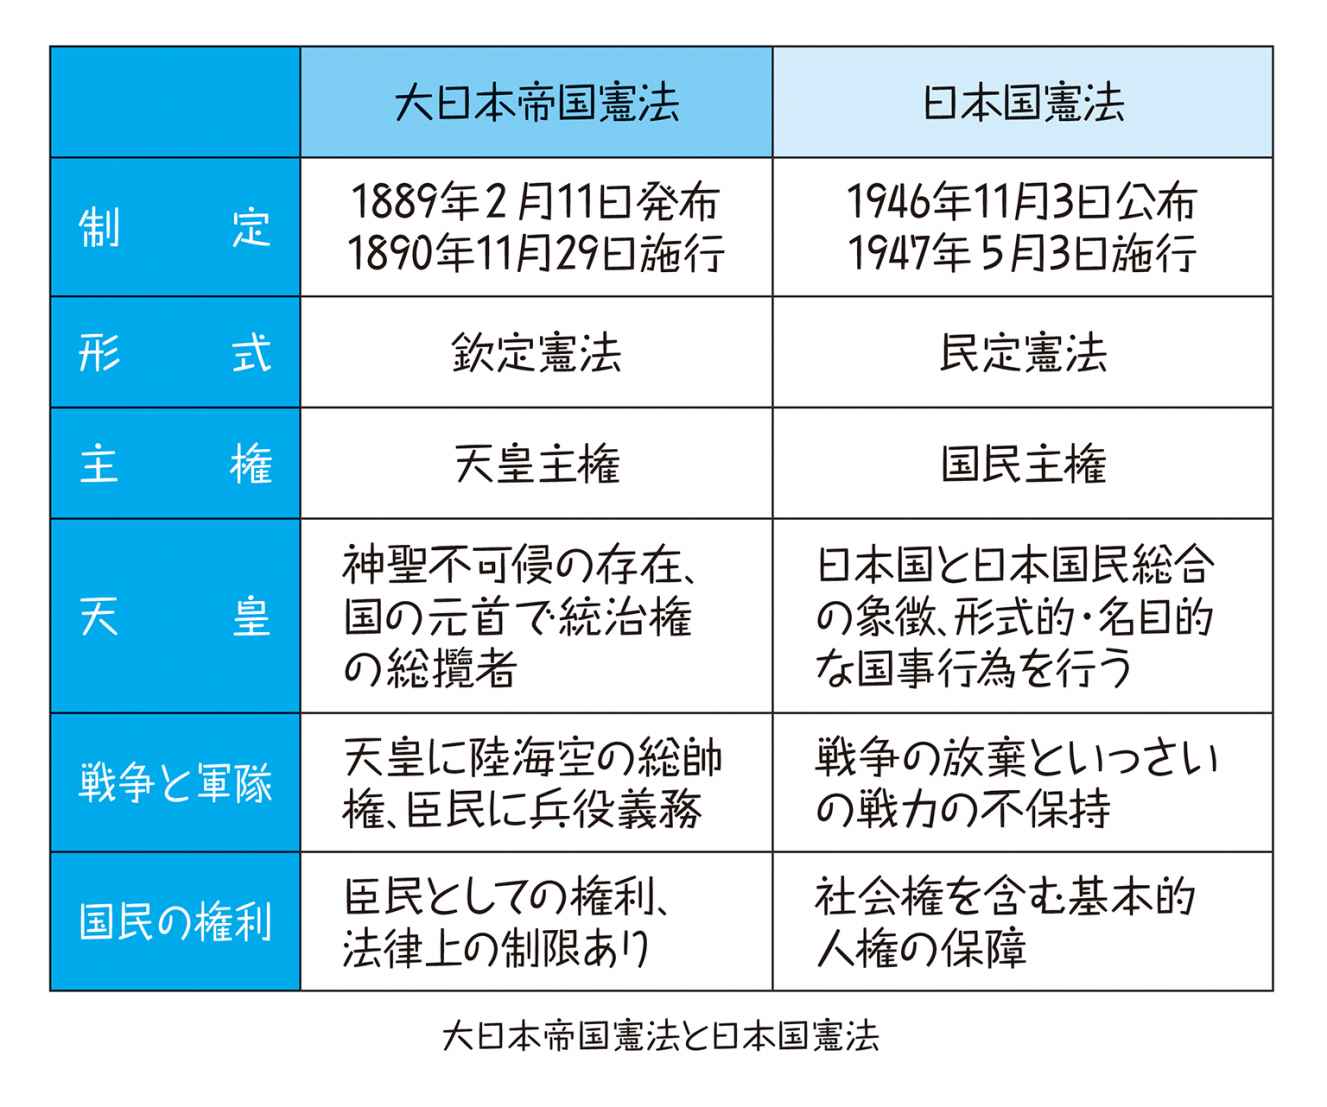 大日本帝国憲法
日本国憲法
制定
1889年2月11日発布
1890年11月29日施行
1946年11月3日公布
1947年5月3日施行
形式
欽定憲法
民定憲法
主権
天皇主権
国民主権
天皇
神聖不可侵の存在、
国の元首で統治権
の総攬者
日本国と日本国民総合
の象徴、形式的・名目的
な国事行為を行う
戦争と軍隊
天皇に陸海空の総帥
権、臣民に兵役義務
戦争の放棄といっさい
の戦力の不保持
国民の権利
臣民としての権利、
法律上の制限あり
社会権を含む基本的
人権の保障
大日本帝国憲法と日本国憲法